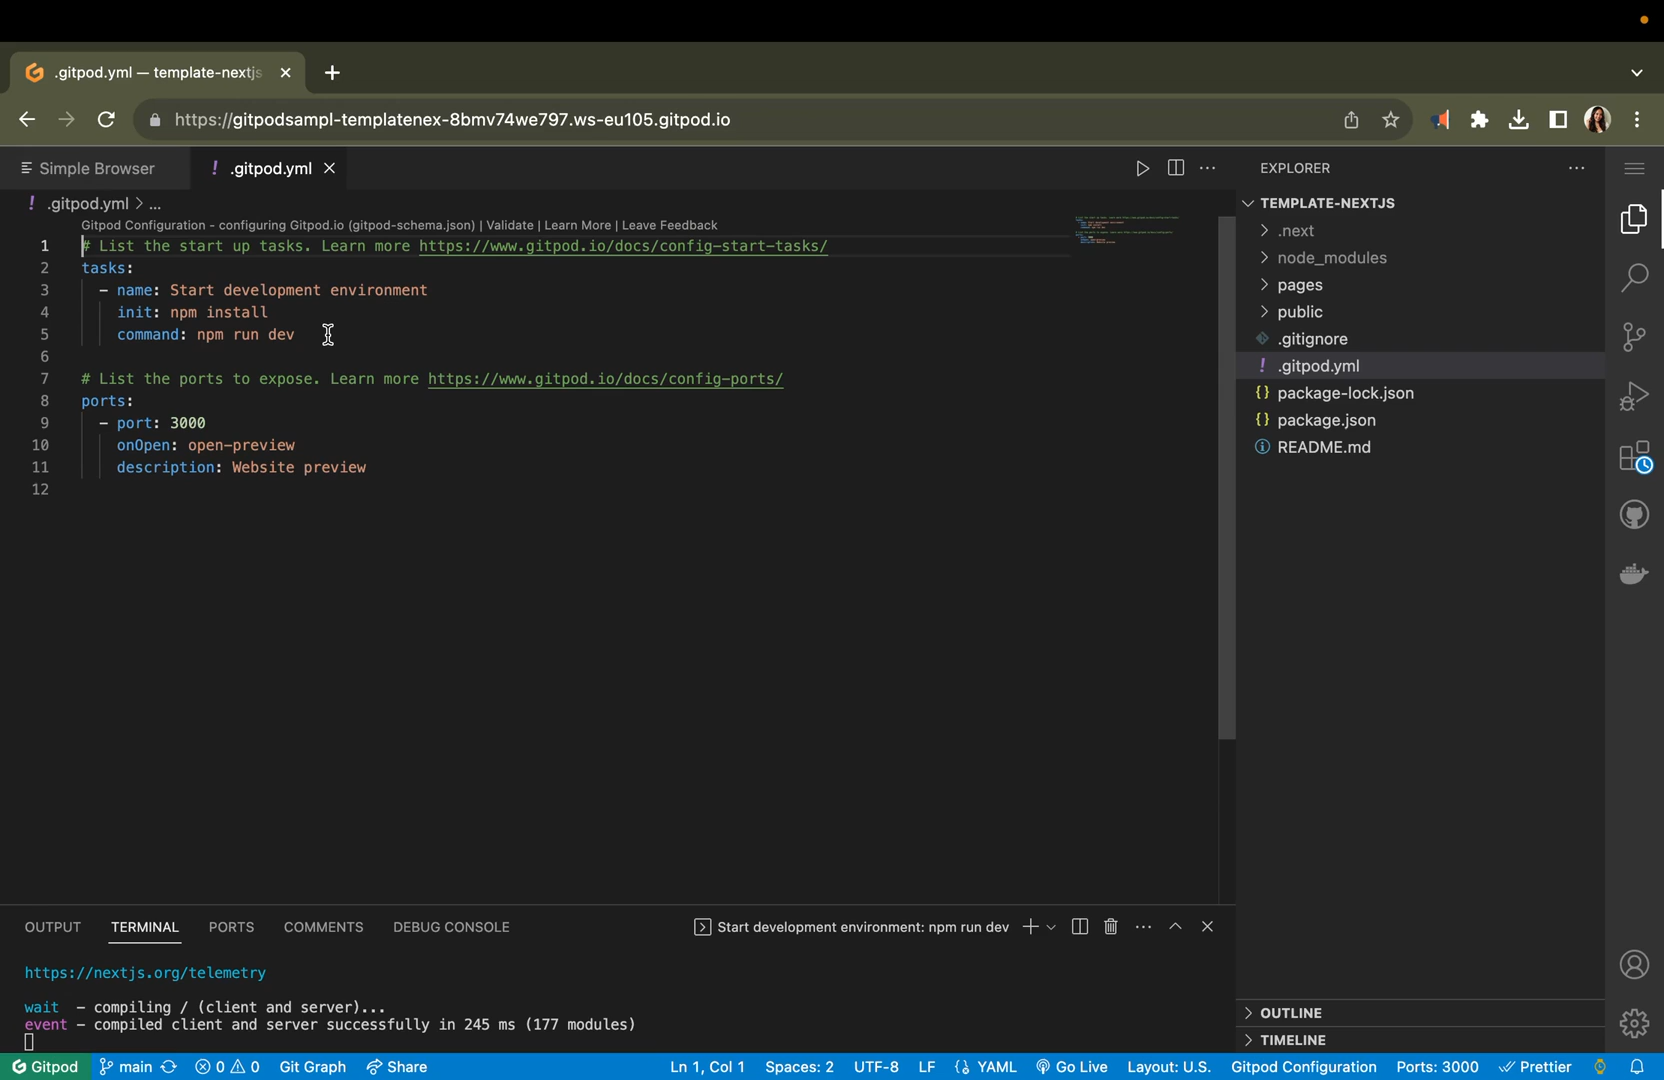 .gitpod.yml — template-nextjs
https://gitpodsampl-templatenex-8bmv74we797.ws-eu105.gitpod.io
Simple Browser
! .gitpod.yml
! .gitpod.yml > ...
Gitpod Configuration - configuring Gitpod.io (gitpod-schema.json) | Validate | Learn More | Leave Feedback
1 # List the start up tasks. Learn more https://www.gitpod.io/docs/config-start-tasks/
2 tasks:
3 - name: Start development environment
4 init: npm install
5 command: npm run dev
6
7 # List the ports to expose. Learn more https://www.gitpod.io/docs/config-ports/
8 ports:
9 - port: 3000
10 onOpen: open-preview
11 description: Website preview
12
EXPLORER
TEMPLATE-NEXTJS
.next
node_modules
pages
public
.gitignore
! .gitpod.yml
{} package-lock.json
{} package.json
README.md
OUTLINE
TIMELINE
OUTPUT TERMINAL PORTS COMMENTS DEBUG CONSOLE
Start development environment: npm run dev
https://nextjs.org/telemetry
wait - compiling / (client and server)...
event - compiled client and server successfully in 245 ms (177 modules)
Gitpod main 0 0 Git Graph Share Ln 1, Col 1 Spaces: 2 UTF-8 LF YAML Go Live Layout: U.S. Gitpod Configuration Ports: 3000 Prettier